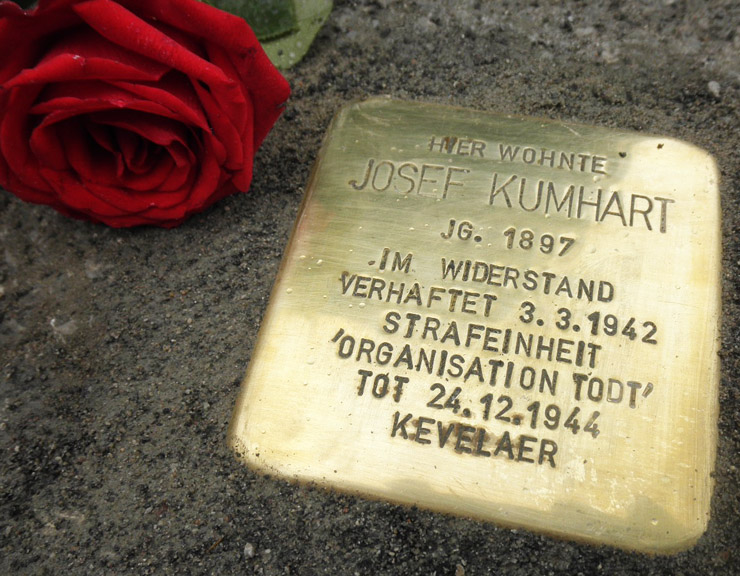 HIER WOHNTE
JOSEF KUMHART
JG. 1897
IM WIDERSTAND
VERHAFTET 3.3.1942
STRAFEINHEIT
'ORGANISATION TODT'
TOT 24.12.1944
KEVELAER